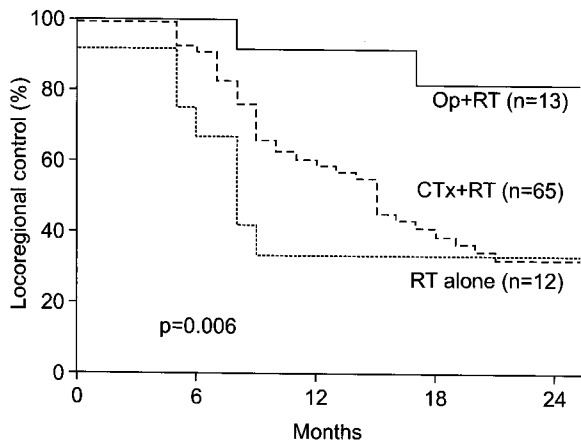 Locoregional control (%)
100
80
60
40
20
0
Op+RT (n=13)
CTx+RT (n=65)
RT alone (n=12)
p=0.006
0
6
12
18
24
Months